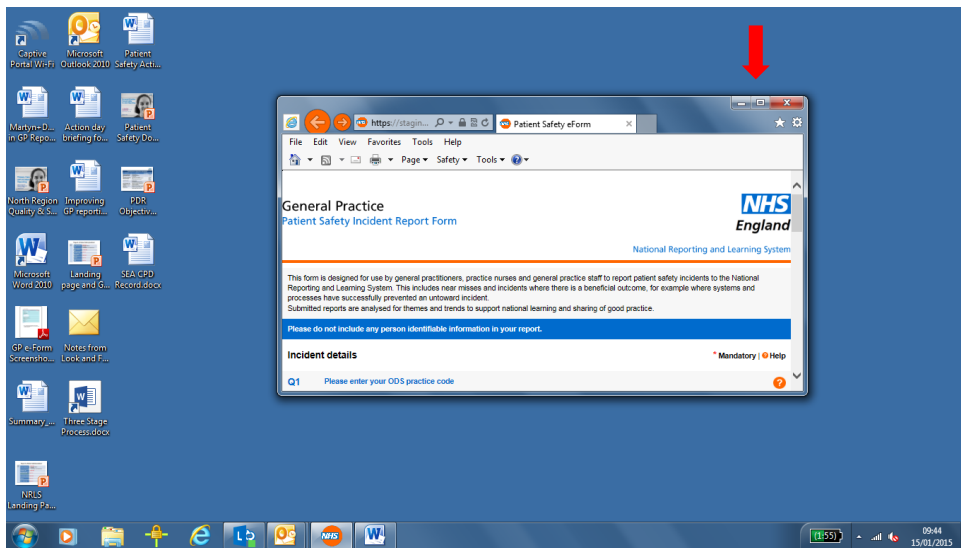 Captive
Portal Wi-Fi
Microsoft
Outlook 2010
Patient
Safety Acti...
Martyn+D...
in GP Repo...
Action day
briefing fo...
Patient
Safety Do...
North Region
Quality & S...
Improving
GP reporti...
PDR
Objectiv...
Microsoft
Word 2010
Landing
page and G...
SEA CPD
Record.docx
GP e-Form
Screensho...
Notes from
Look and F...
Summary_...
Three Stage
Process.docx
NRLS
Landing Pa...
https://stagin...
Patient Safety eForm
File Edit View Favorites Tools Help
Page Safety Tools
General Practice
Patient Safety Incident Report Form
NHS
England
National Reporting and Learning System
This form is designed for use by general practitioners, practice nurses and general practice staff to report patient safety incidents to the National
Reporting and Learning System. This includes near misses and incidents where there is a beneficial outcome, for example where systems and
processes have successfully prevented an untoward incident.
Submitted reports are analysed for themes and trends to support national learning and sharing of good practice.
Please do not include any person identifiable information in your report.
Incident details
* Mandatory | Help
Q1 Please enter your ODS practice code
NHS
(1:55)
09:44
15/01/2015